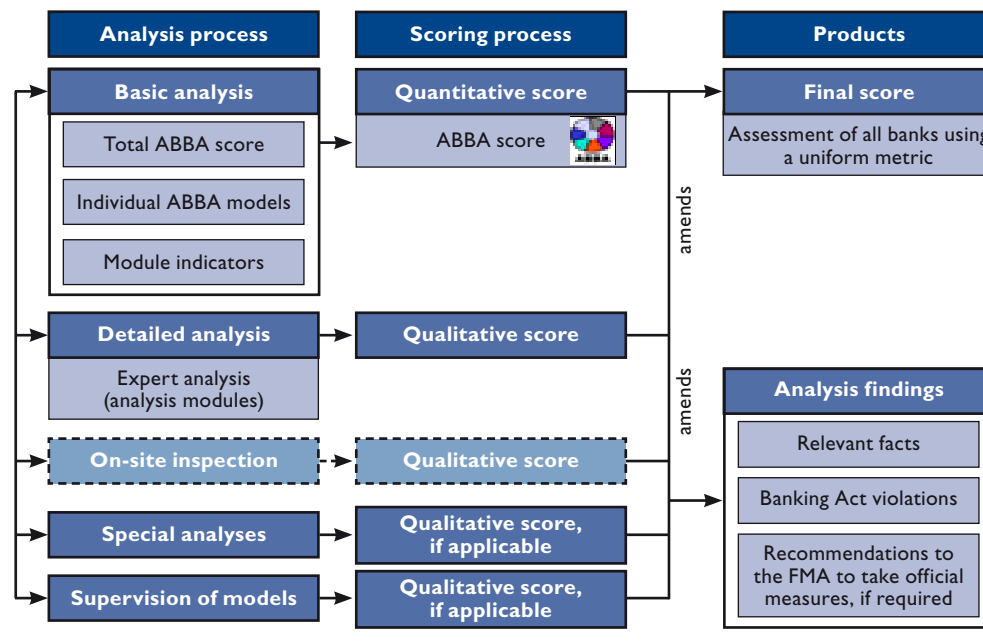 Analysis process
Scoring process
Products
Basic analysis
Total ABBA score
Individual ABBA models
Module indicators
Quantitative score
ABBA score
ABBA
Final score
Assessment of all banks using
a uniform metric
amends
Detailed analysis
Expert analysis
(analysis modules)
Qualitative score
amends
On-site inspection
Qualitative score
Special analyses
Qualitative score,
if applicable
Supervision of models
Qualitative score,
if applicable
Analysis findings
Relevant facts
Banking Act violations
Recommendations to
the FMA to take official
measures, if required